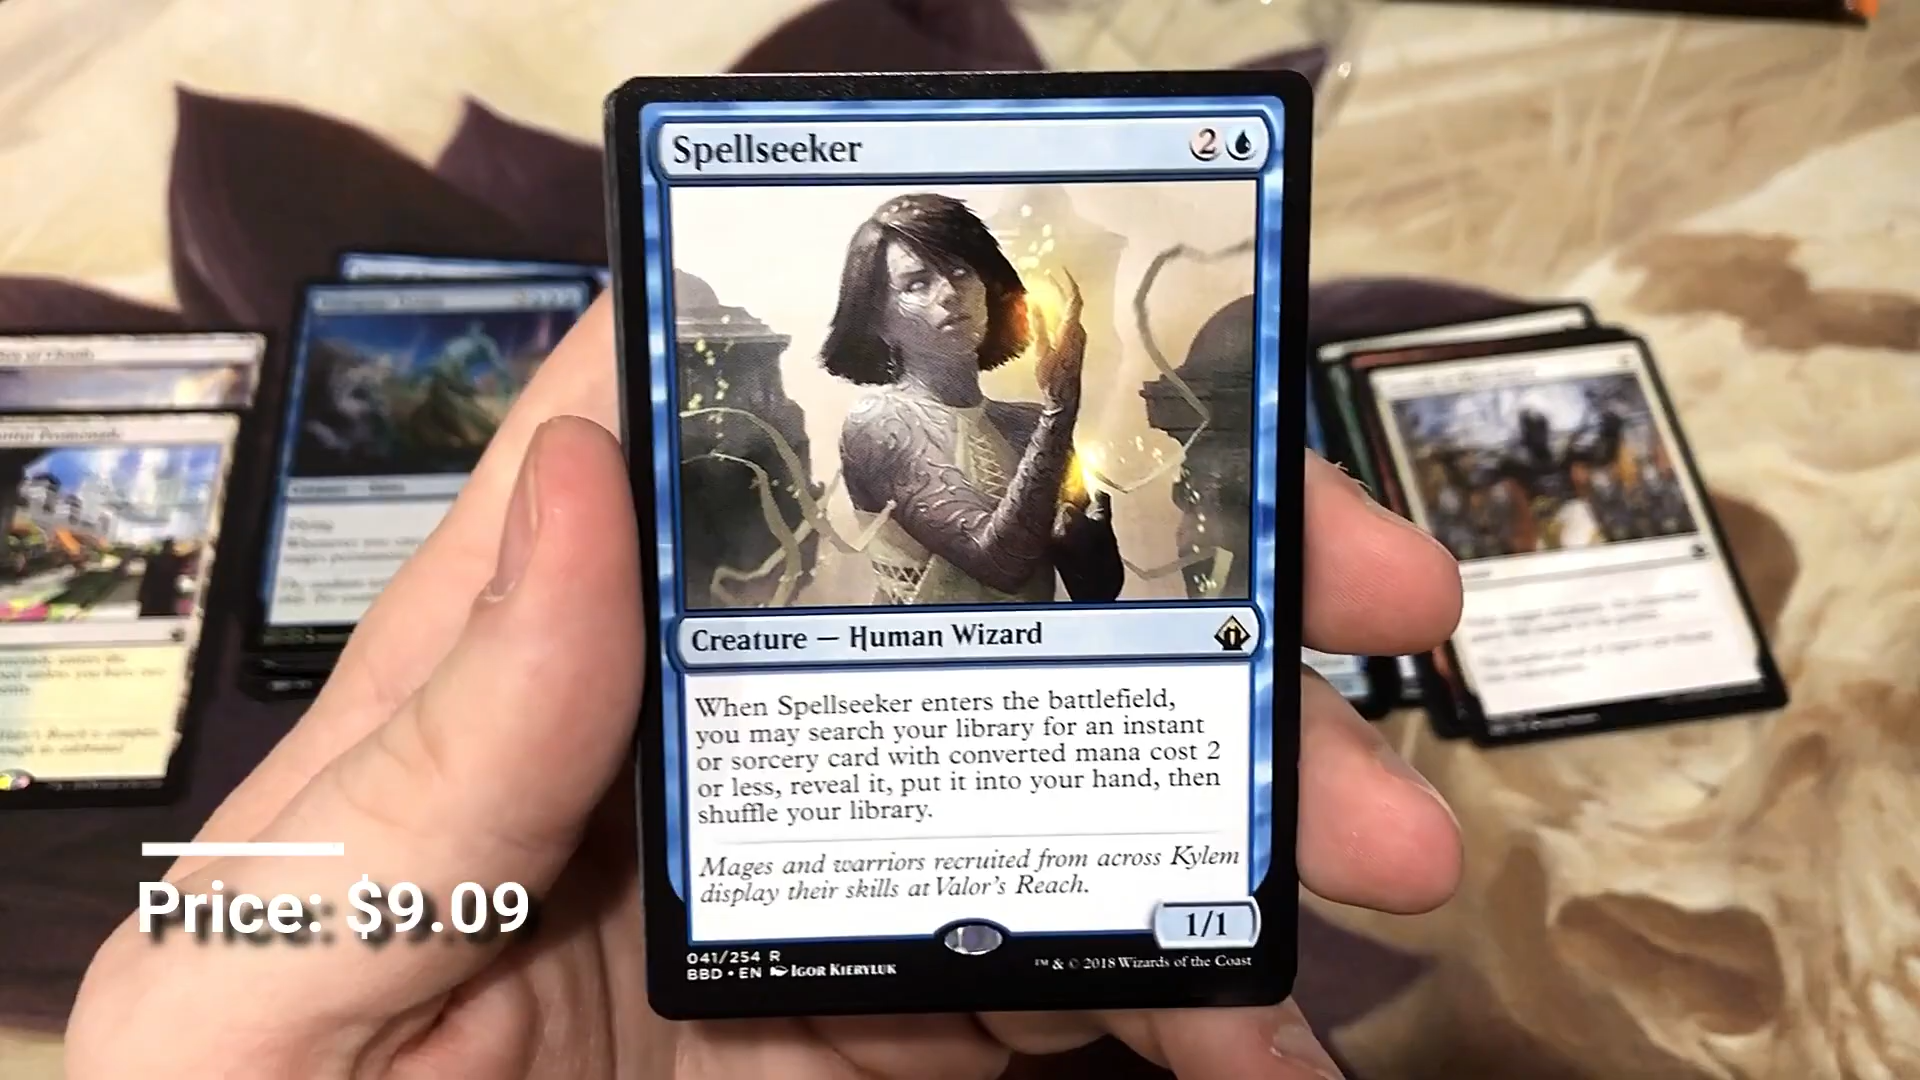 Spellseeker 2
Creature — Human Wizard
When Spellseeker enters the battlefield,
you may search your library for an instant
or sorcery card with converted mana cost 2
or less, reveal it, put it into your hand, then
shuffle your library.
Mages and warriors recruited from across Kylem
display their skills at Valor's Reach.
1/1
041/254 R
BBD • EN Igor Kieryluk
™ & © 2018 Wizards of the Coast
Price: $9.09